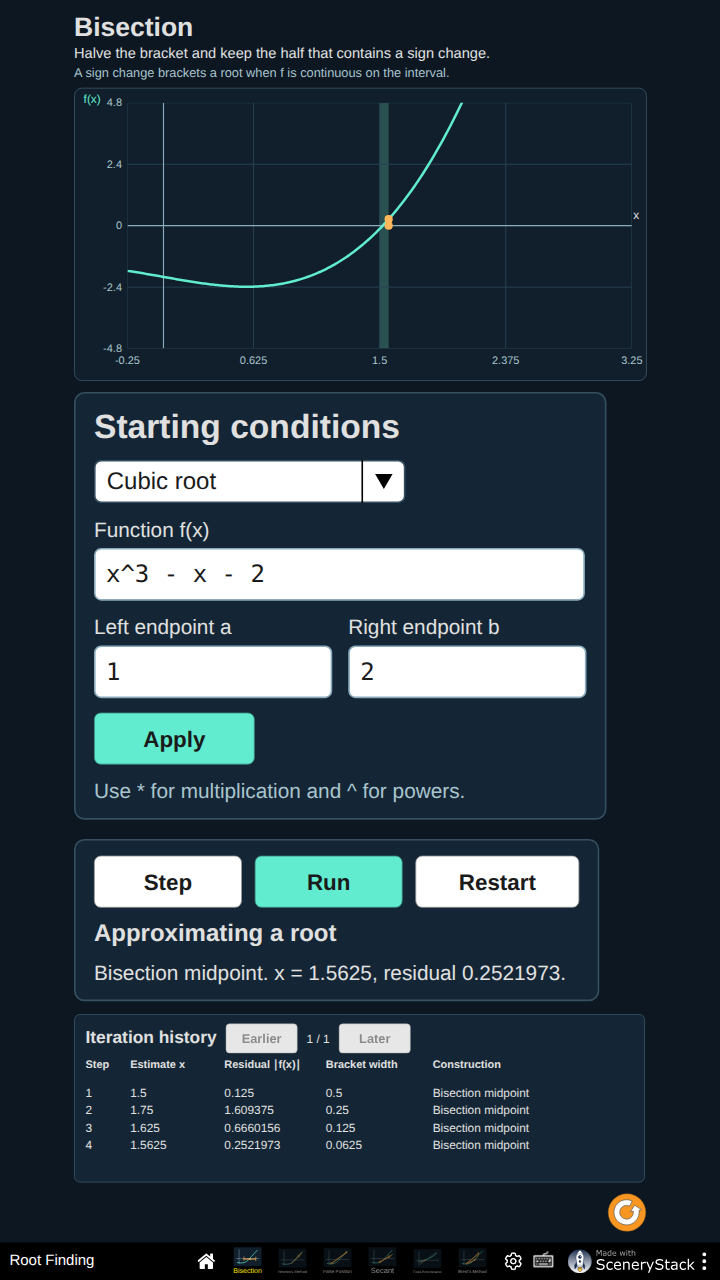 Bisection
Halve the bracket and keep the half that contains a sign change.
A sign change brackets a root when f is continuous on the interval.
f(x)
4.8
2.4
0
-2.4
-4.8
x
-0.25 0.625 1.5 2.375 3.25
Starting conditions
Cubic root
Function f(x)
x^3 - x - 2
Left endpoint a Right endpoint b
1 2
Apply
Use * for multiplication and ^ for powers.
Step Run Restart
Approximating a root
Bisection midpoint. x = 1.5625, residual 0.2521973.
Iteration history Earlier 1 / 1 Later
Step Estimate x Residual |f(x)| Bracket width Construction
1 1.5 0.125 0.5 Bisection midpoint
2 1.75 1.609375 0.25 Bisection midpoint
3 1.625 0.6660156 0.125 Bisection midpoint
4 1.5625 0.2521973 0.0625 Bisection midpoint
Root Finding
Bisection
False Position
Secant
Made with
SceneryStack